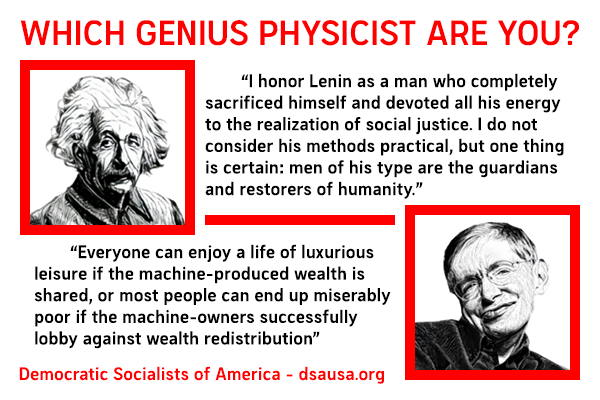 WHICH GENIUS PHYSICIST ARE YOU?
“I honor Lenin as a man who completely
sacrificed himself and devoted all his energy
to the realization of social justice. I do not
consider his methods practical, but one thing
is certain: men of his type are the guardians
and restorers of humanity.”
“Everyone can enjoy a life of luxurious
leisure if the machine-produced wealth is
shared, or most people can end up miserably
poor if the machine-owners successfully
lobby against wealth redistribution”
Democratic Socialists of America - dsausa.org